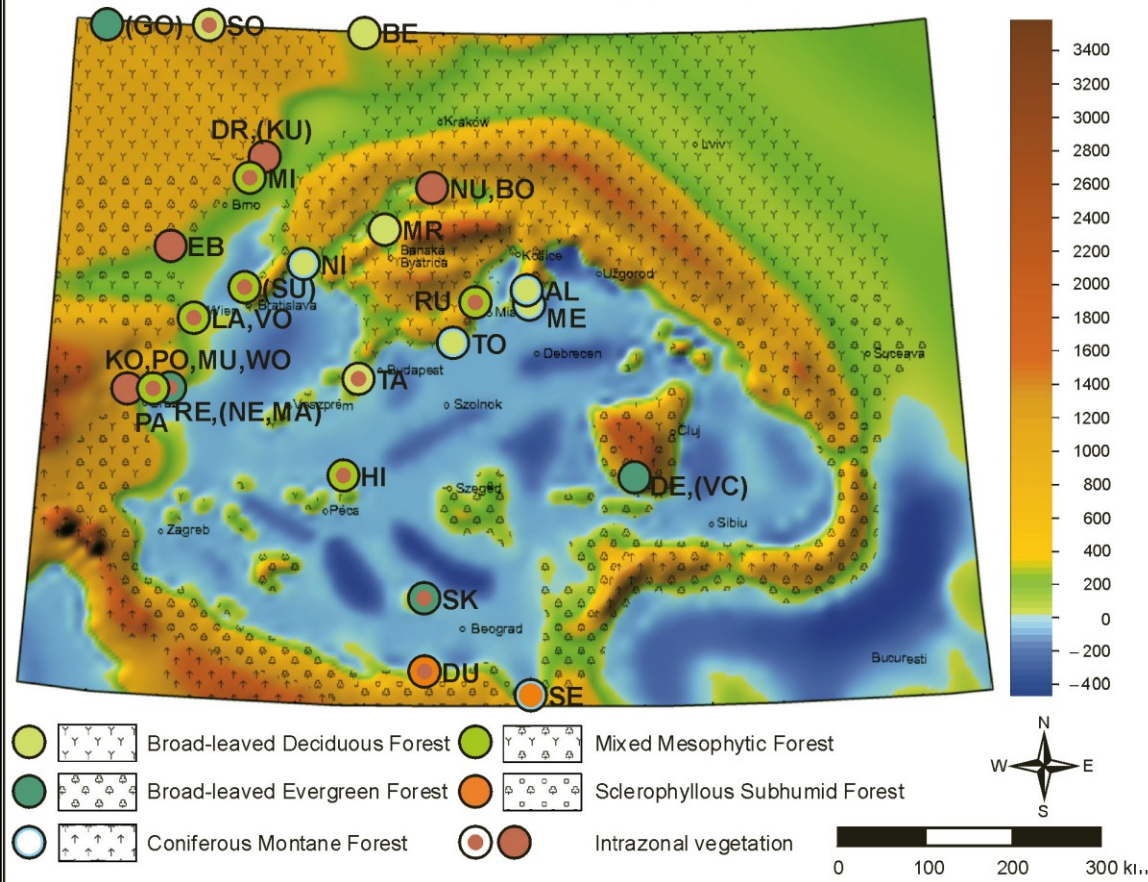 (GO) SO BE
Kraków
DR,(KU)
Lviv
MI
NU,BO
Brno
MR
EB
Banská
Bystrica
Košice
NI
Užgorod
(SU)
AL
Bratislava
RU
Mis
ME
Wien
LA,VO
TO
Debrecen
Suceava
KO,PO,MU,WO
Budapest
TA
Veszprém
Szolnok
RE,(NE,MA)
PA
Cluj
HI
Szeged
DE,(VC)
Pécs
Zagreb
Sibiu
SK
Beograd
Bucuresti
DU
SE
3400
3200
3000
2800
2600
2400
2200
2000
1800
1600
1400
1200
1000
800
600
400
200
0
−200
−400
Broad-leaved Deciduous Forest
Mixed Mesophytic Forest
Broad-leaved Evergreen Forest
Sclerophyllous Subhumid Forest
Coniferous Montane Forest
Intrazonal vegetation
N
W E
S
0 100 200 300 km